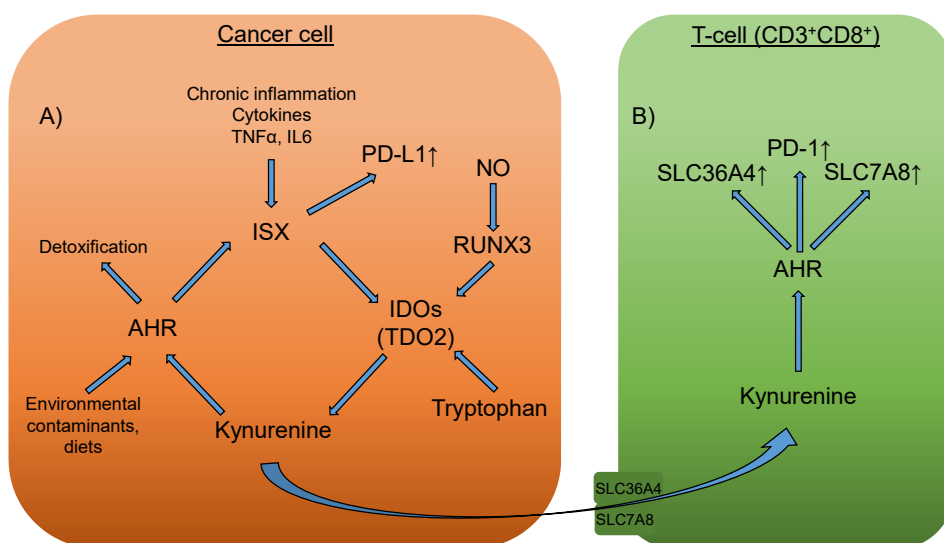 Cancer cell
A)
Chronic inflammation
Cytokines
TNFα, IL6
PD-L1↑
NO
ISX
RUNX3
Detoxification
AHR
IDOs
(TDO2)
Environmental
contaminants,
diets
Kynurenine
Tryptophan
T-cell (CD3⁺CD8⁺)
B)
PD-1↑
SLC36A4↑
SLC7A8↑
AHR
Kynurenine
SLC36A4
SLC7A8